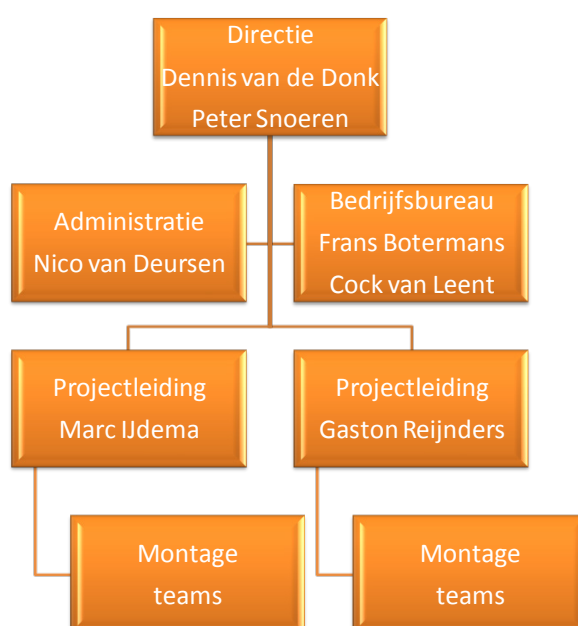 Directie
Dennis van de Donk
Peter Snoeren
Administratie
Nico van Deursen
Bedrijfsbureau
Frans Botermans
Cock van Leent
Projectleiding
Marc IJdema
Projectleiding
Gaston Reijnders
Montage
teams
Montage
teams